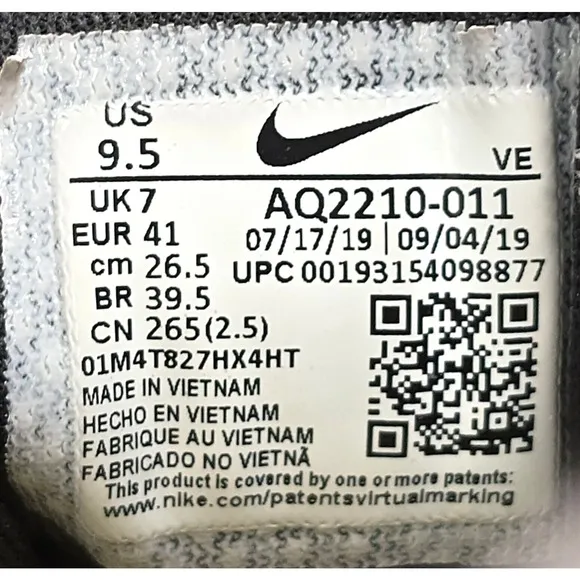 US
9.5
VE
UK 7
AQ2210-011
EUR 41
07/17/19 | 09/04/19
cm 26.5
UPC 00193154098877
BR 39.5
CN 265(2.5)
01M4T827HX4HT
MADE IN VIETNAM
HECHO EN VIETNAM
FABRIQUE AU VIETNAM
FABRICADO NO VIETNÃ
This product is covered by one or more patents:
www.nike.com/patentsvirtualmarking